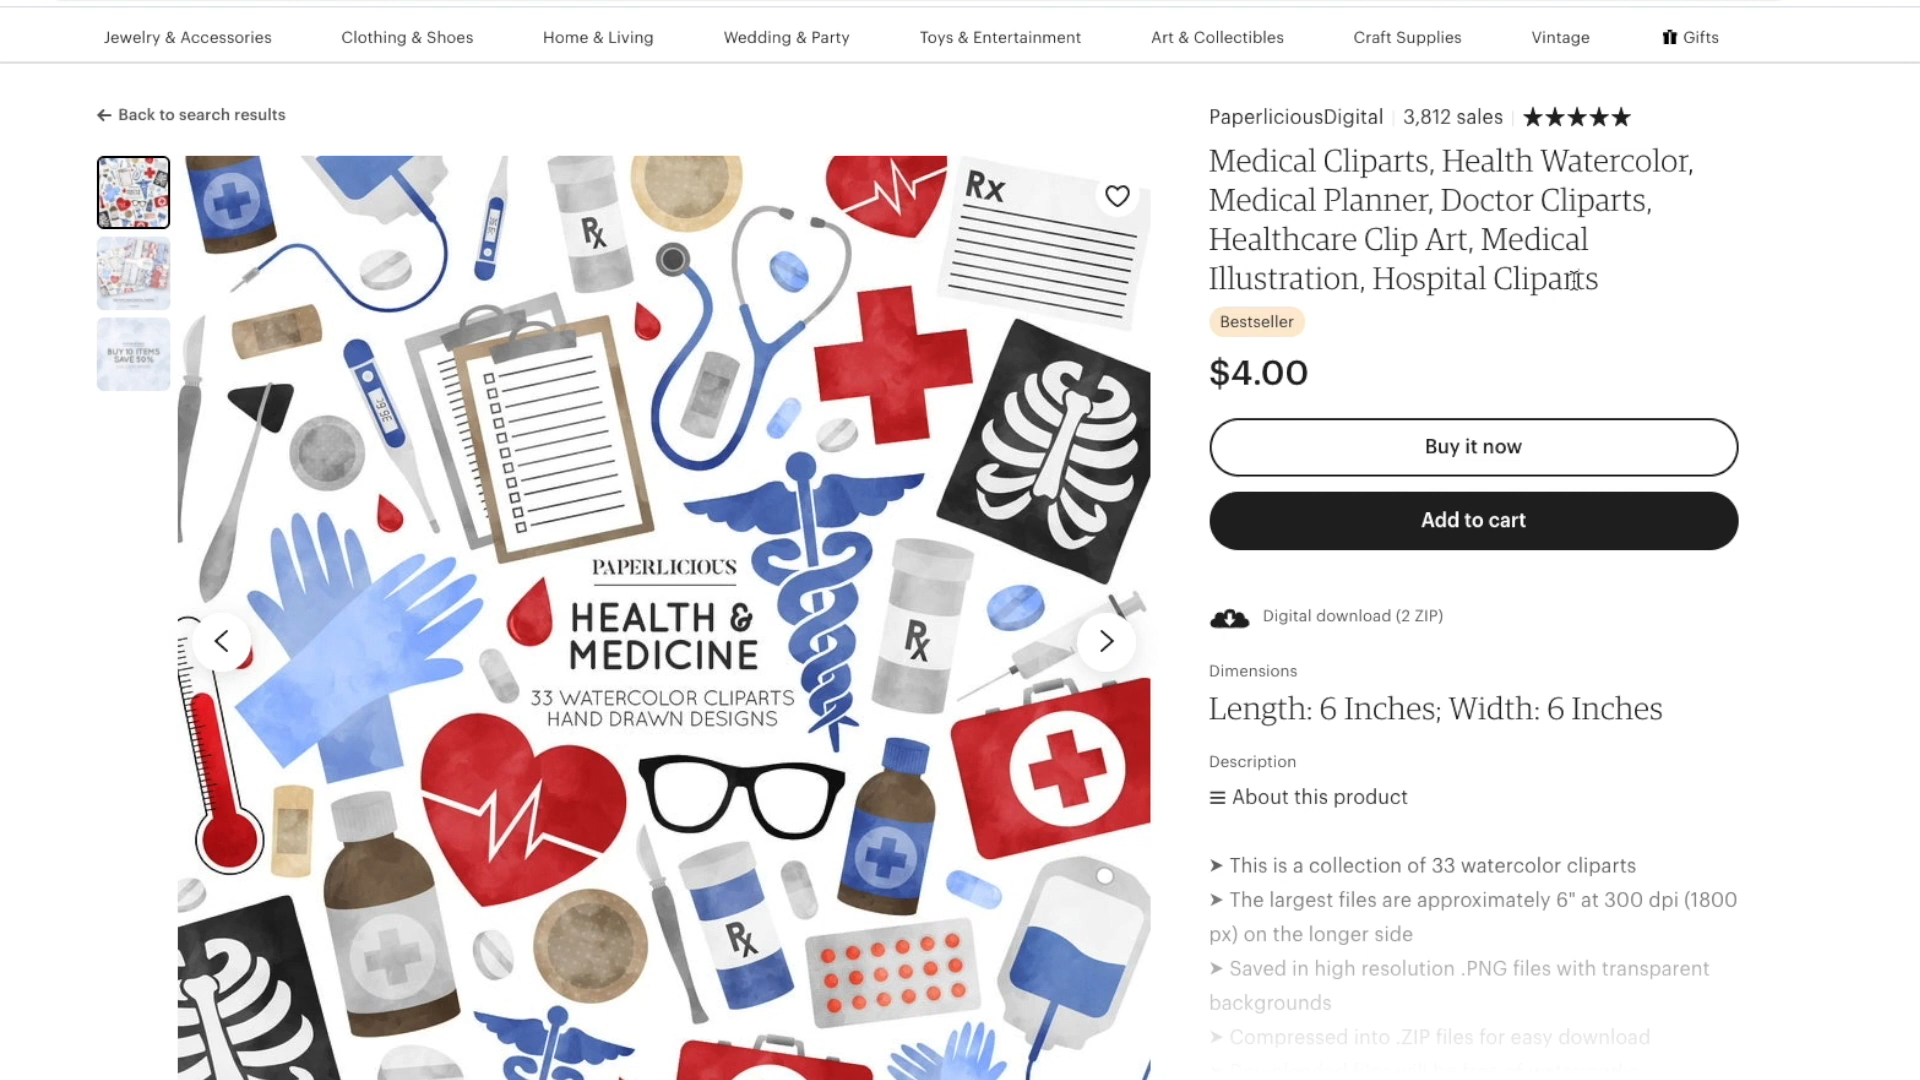 Jewelry & Accessories
Clothing & Shoes
Home & Living
Wedding & Party
Toys & Entertainment
Art & Collectibles
Craft Supplies
Vintage
Gifts
Back to search results
PaperliciousDigital
3,812 sales
Medical Cliparts, Health Watercolor,
Medical Planner, Doctor Cliparts,
Healthcare Clip Art, Medical
Illustration, Hospital Cliparts
Bestseller
$4.00
Buy it now
Add to cart
Digital download (2 ZIP)
Dimensions
Length: 6 Inches; Width: 6 Inches
Description
About this product
➤ This is a collection of 33 watercolor cliparts
➤ The largest files are approximately 6" at 300 dpi (1800
px) on the longer side
➤ Saved in high resolution .PNG files with transparent
backgrounds
➤ Compressed into .ZIP files for easy download
BUY 10 ITEMS
SAVE 50%
Rx
Rx
PAPERLICIOUS
HEALTH &
MEDICINE
33 WATERCOLOR CLIPARTS
HAND DRAWN DESIGNS
Rx
Rx